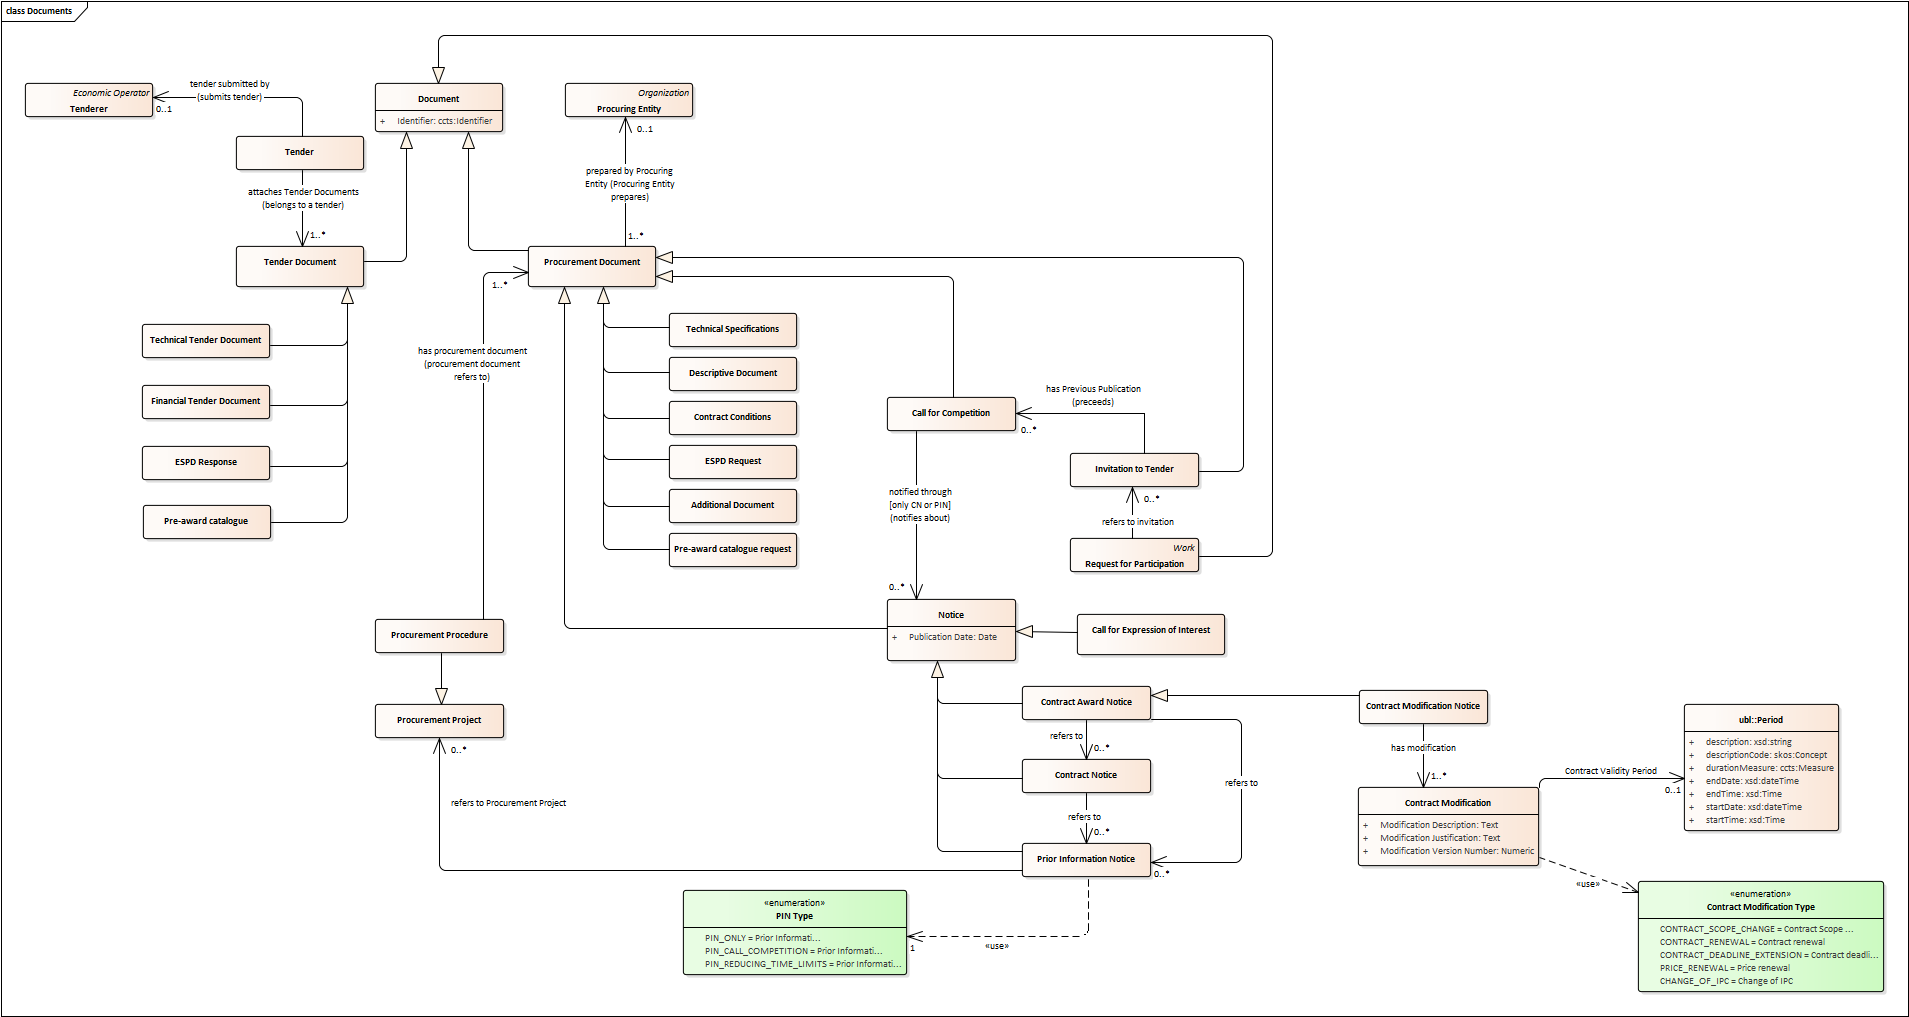 class Documents
Economic Operator
Tenderer
0..1
tender submitted by
(submits tender)
Document
+ Identifier: ccts:Identifier
Organization
Procuring Entity
0..1
Tender
attaches Tender Documents
(belongs to a tender)
1..*
prepared by Procuring
Entity (Procuring Entity
prepares)
1..*
Tender Document
Procurement Document
1..*
Technical Tender Document
Financial Tender Document
ESPD Response
Pre-award catalogue
has procurement document
(procurement document
refers to)
Technical Specifications
Descriptive Document
Contract Conditions
ESPD Request
Additional Document
Pre-award catalogue request
Call for Competition
has Previous Publication
(preceeds)
0..*
Invitation to Tender
0..*
refers to invitation
Work
Request for Participation
notified through
[only CN or PIN]
(notifies about)
0..*
Notice
+ Publication Date: Date
Call for Expression of Interest
Procurement Procedure
Procurement Project
0..*
refers to Procurement Project
Contract Award Notice
refers to
0..*
Contract Notice
refers to
0..*
refers to
Prior Information Notice
0..*
Contract Modification Notice
has modification
1..*
Contract Modification
+ Modification Description: Text
+ Modification Justification: Text
+ Modification Version Number: Numeric
Contract Validity Period
0..1
ubl::Period
+ description: xsd:string
+ descriptionCode: skos:Concept
+ durationMeasure: ccts:Measure
+ endDate: xsd:dateTime
+ endTime: xsd:Time
+ startDate: xsd:dateTime
+ startTime: xsd:Time
«use»
«enumeration»
PIN Type
PIN_ONLY = Prior Informati...
PIN_CALL_COMPETITION = Prior Informati...
PIN_REDUCING_TIME_LIMITS = Prior Informati...
1
«use»
«enumeration»
Contract Modification Type
CONTRACT_SCOPE_CHANGE = Contract Scope ...
CONTRACT_RENEWAL = Contract renewal
CONTRACT_DEADLINE_EXTENSION = Contract deadli...
PRICE_RENEWAL = Price renewal
CHANGE_OF_IPC = Change of IPC